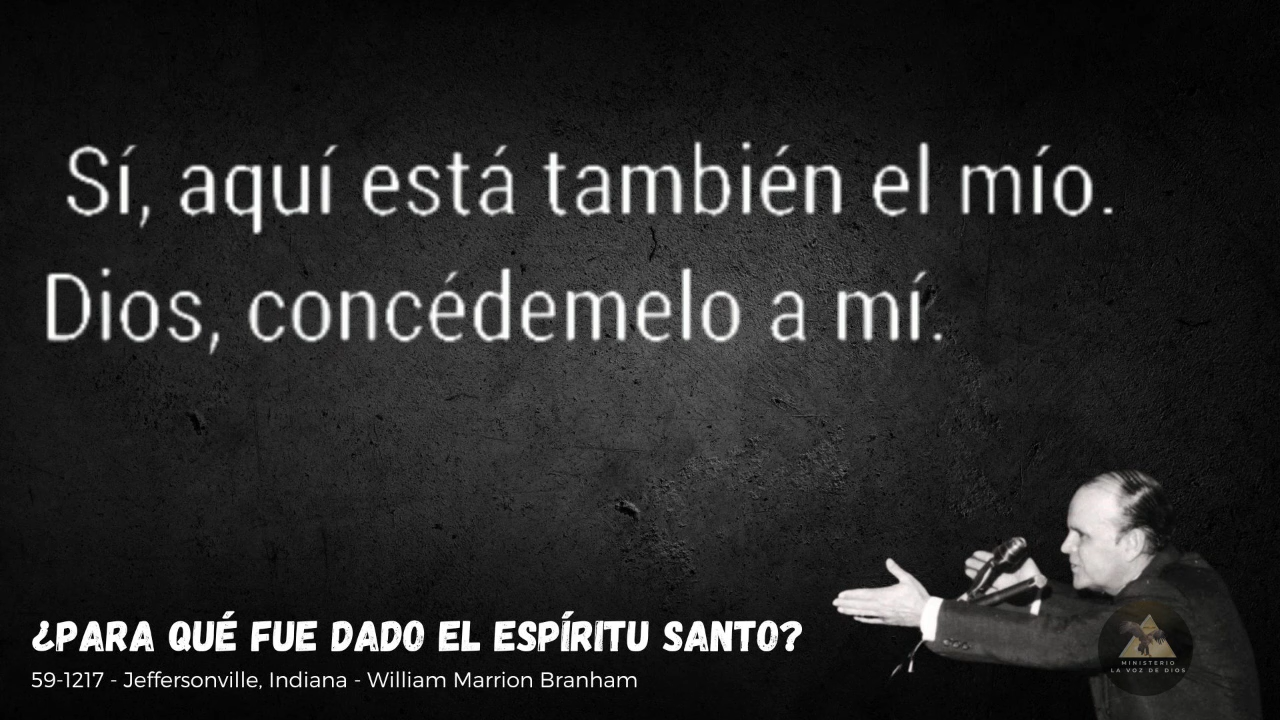 Sí, aquí está también el mío.
Dios, concédemelo a mí.
¿PARA QUÉ FUE DADO EL ESPÍRITU SANTO?
59-1217 - Jeffersonville, Indiana - William Marrion Branham
MINISTERIO
LA VOZ DE DIOS